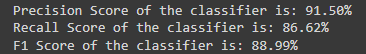 Precision Score of the classifier is: 91.50%
Recall Score of the classifier is: 86.62%
F1 Score of the classifier is: 88.99%